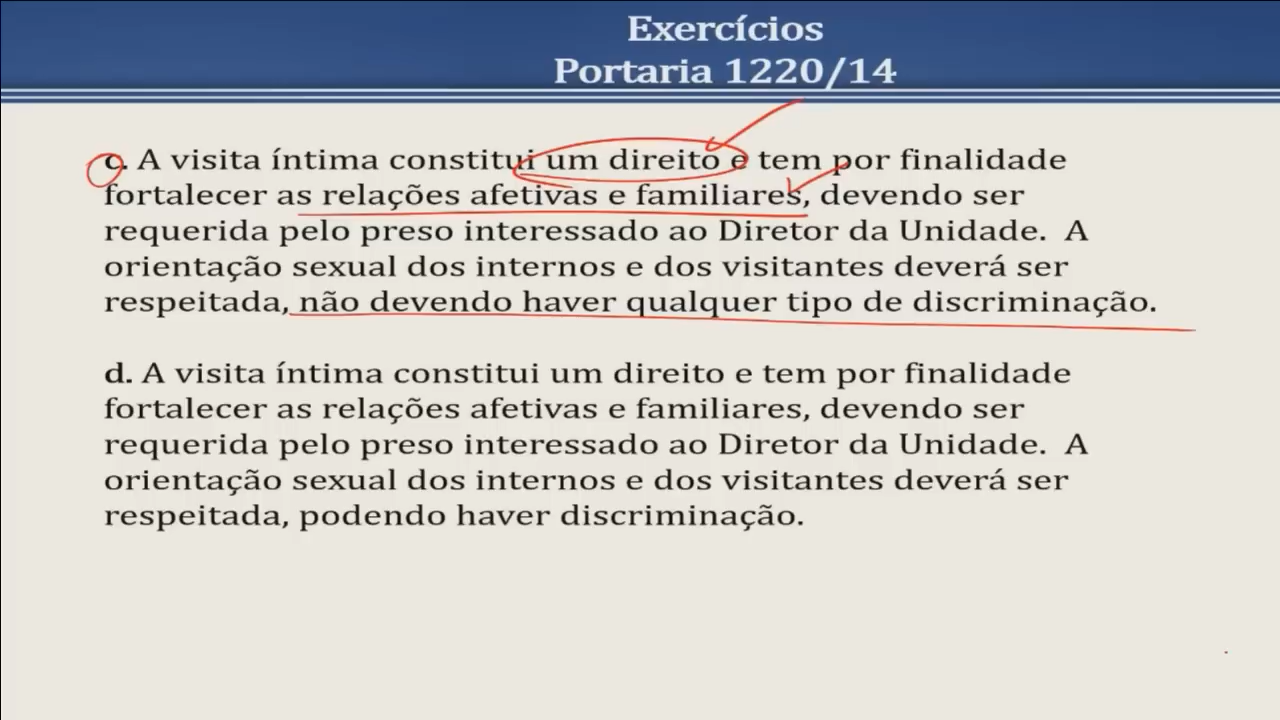 Exercícios
Portaria 1220/14
c. A visita íntima constitui um direito e tem por finalidade
fortalecer as relações afetivas e familiares, devendo ser
requerida pelo preso interessado ao Diretor da Unidade. A
orientação sexual dos internos e dos visitantes deverá ser
respeitada, não devendo haver qualquer tipo de discriminação.
d. A visita íntima constitui um direito e tem por finalidade
fortalecer as relações afetivas e familiares, devendo ser
requerida pelo preso interessado ao Diretor da Unidade. A
orientação sexual dos internos e dos visitantes deverá ser
respeitada, podendo haver discriminação.